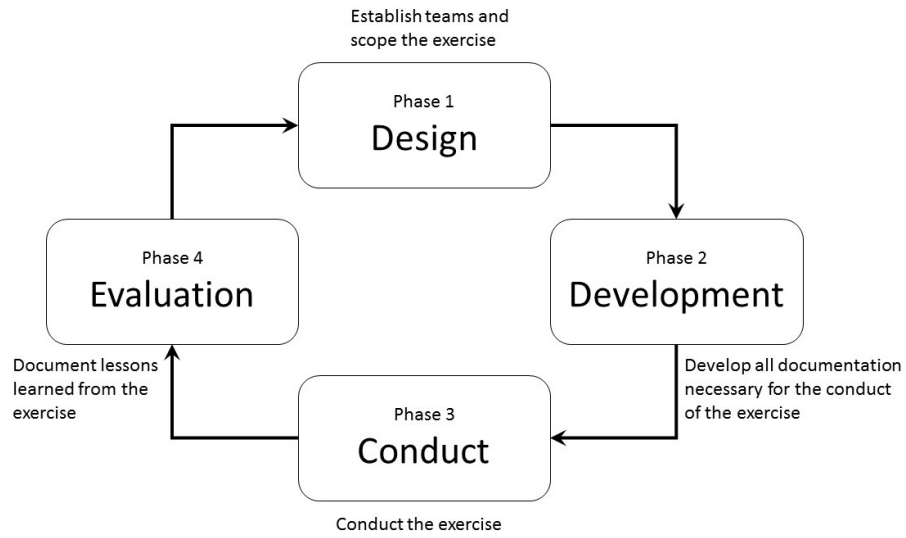 Establish teams and
scope the exercise
Phase 1
Design
Phase 2
Development
Develop all documentation
necessary for the conduct
of the exercise
Phase 3
Conduct
Conduct the exercise
Phase 4
Evaluation
Document lessons
learned from the
exercise